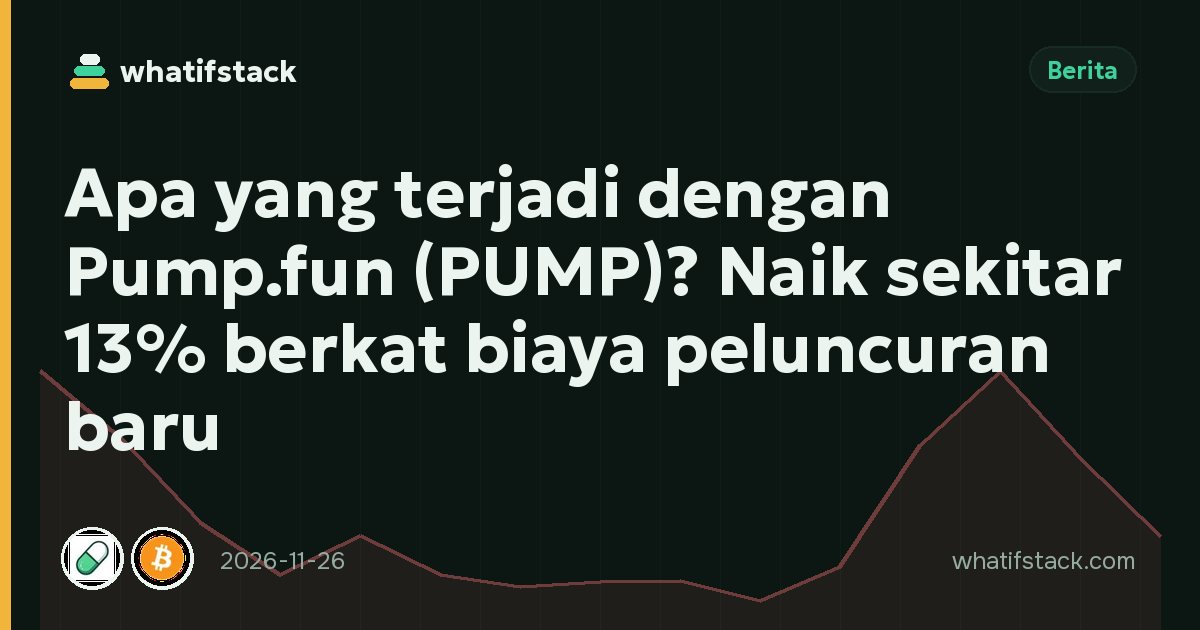 whatifstack
Berita
Apa yang terjadi dengan
Pump.fun (PUMP)? Naik sekitar
13% berkat biaya peluncuran
baru
2026-11-26
whatifstack.com